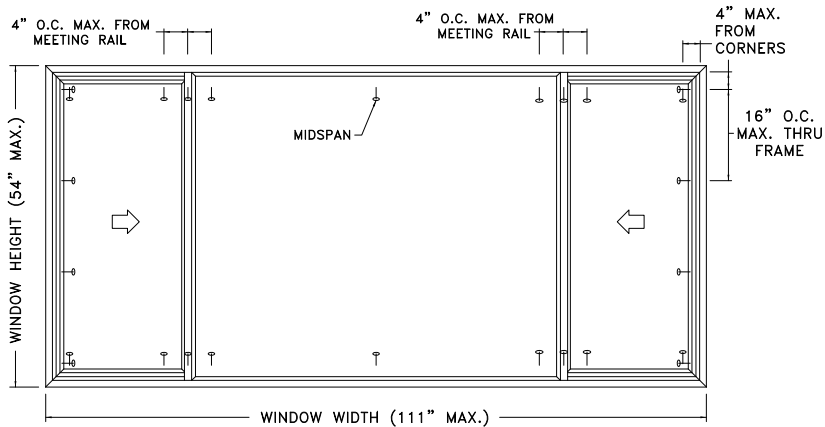 4” O.C. MAX. FROM
MEETING RAIL
4” O.C. MAX. FROM
MEETING RAIL
4” MAX.
FROM
CORNERS
16” O.C.
MAX. THRU
FRAME
MIDSPAN
WINDOW HEIGHT (54” MAX.)
WINDOW WIDTH (111” MAX.)